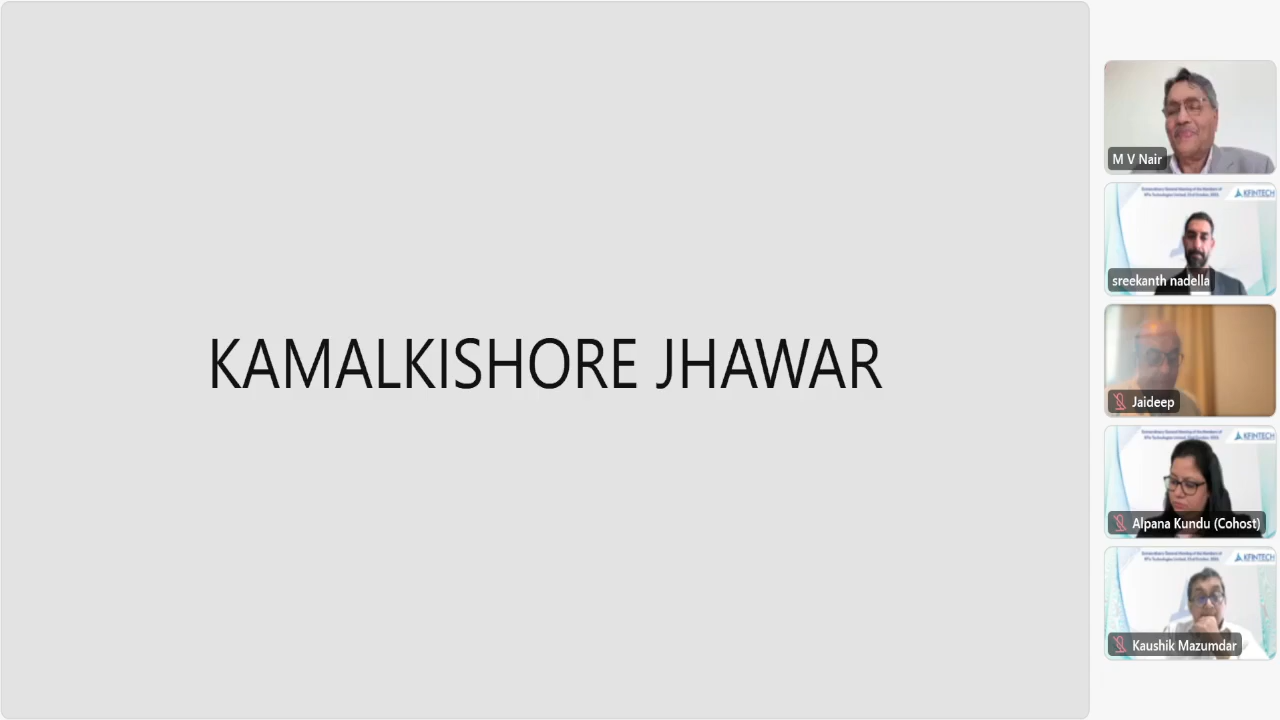 KAMALKISHORE JHAWAR
M V Nair
KFINTECH
sreekanth nadella
Jaideep
KFINTECH
Alpana Kundu (Cohost)
KFINTECH
Kaushik Mazumdar